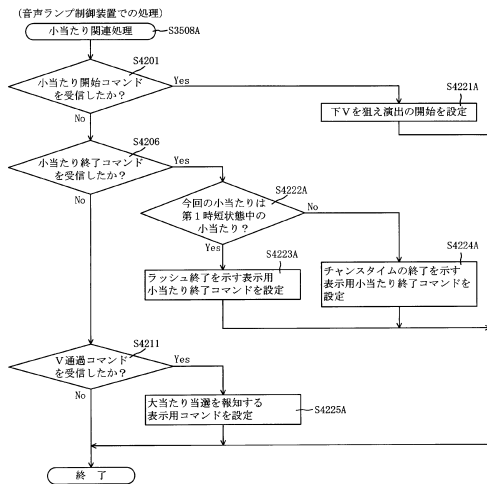 (音声ランプ制御装置での処理)
小当たり関連処理
S3508A
S4201
小当たり開始コマンド
を受信したか？
Yes
No
S4221A
下Vを狙え演出の開始を設定
S4206
小当たり終了コマンド
を受信したか？
Yes
No
S4222A
今回の小当たりは
第1時短状態中の
小当たり？
No
Yes
S4223A
ラッシュ終了を示す表示用
小当たり終了コマンドを設定
S4224A
チャンスタイムの終了を示す
表示用小当たり終了コマンドを
設定
S4211
V通過コマンド
を受信したか？
Yes
No
大当たり当選を報知する
表示用コマンドを設定
S4225A
終 了